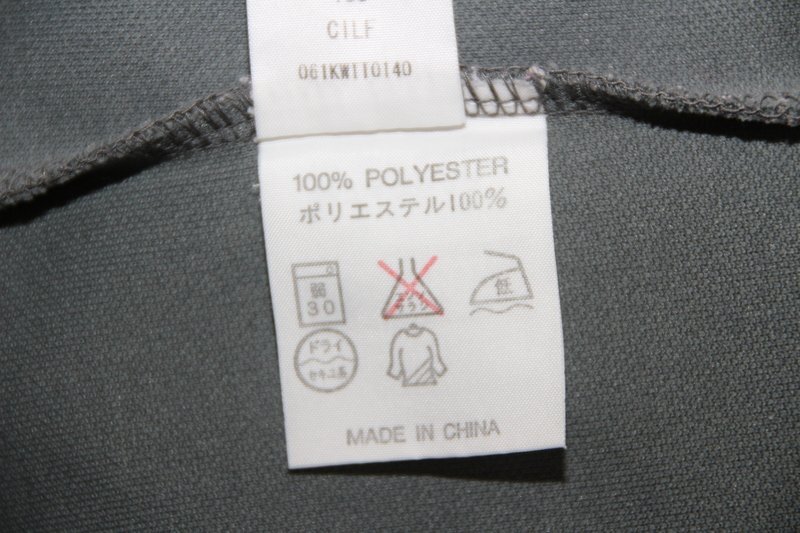 CILF
061KW110140
100% POLYESTER
ポリエステル100%
弱
30
低
ドライ
セキユ系
MADE IN CHINA